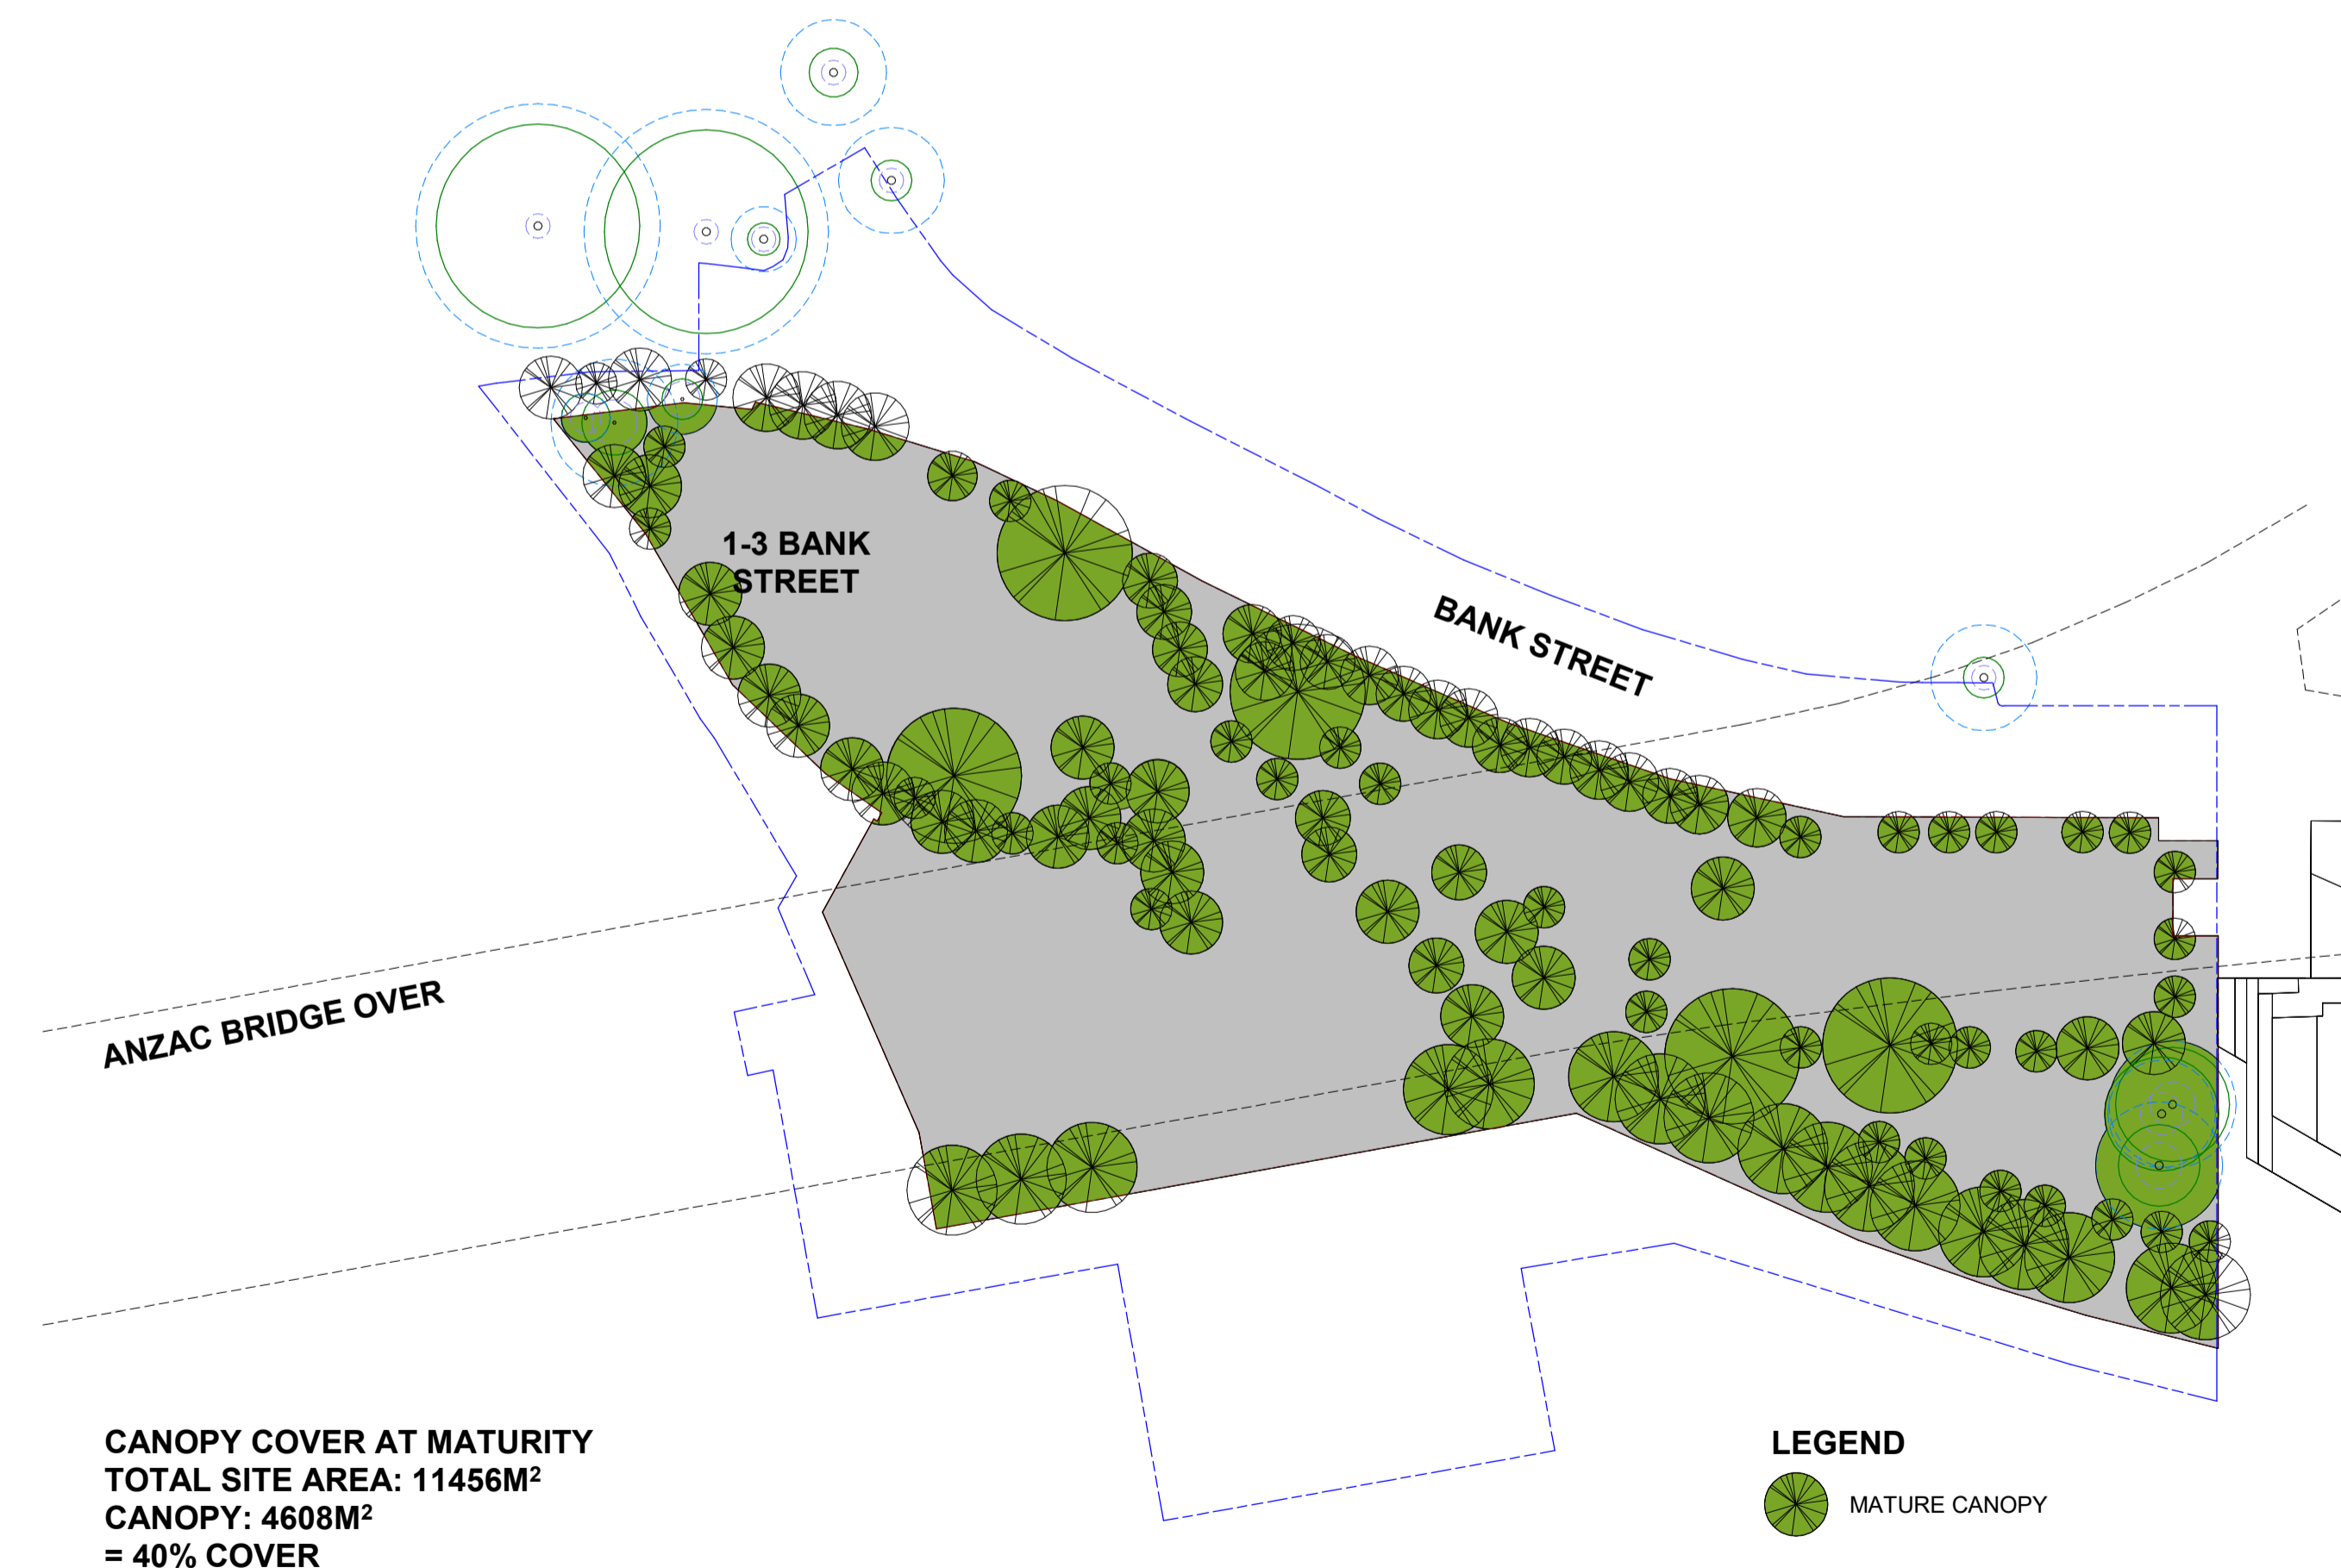 1-3 BANK
STREET
BANK STREET
ANZAC BRIDGE OVER
CANOPY COVER AT MATURITY
TOTAL SITE AREA: 11456M²
CANOPY: 4608M²
= 40% COVER
LEGEND
MATURE CANOPY